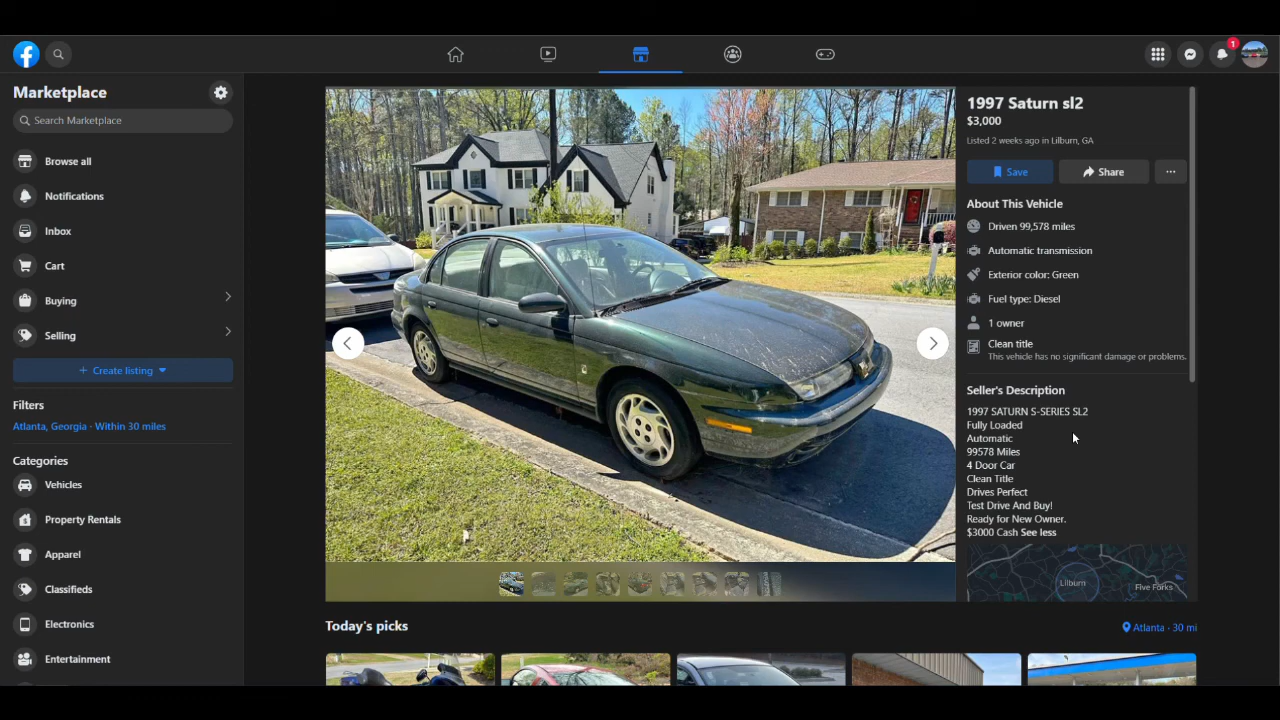 1
Marketplace
Search Marketplace
Browse all
Notifications
Inbox
Cart
Buying
Selling
+ Create listing
Filters
Atlanta, Georgia · Within 30 miles
Categories
Vehicles
Property Rentals
Apparel
Classifieds
Electronics
Entertainment
1997 Saturn sl2
$3,000
Listed 2 weeks ago in Lilburn, GA
Save
Share
About This Vehicle
Driven 99,578 miles
Automatic transmission
Exterior color: Green
Fuel type: Diesel
1 owner
Clean title
This vehicle has no significant damage or problems.
Seller's Description
1997 SATURN S-SERIES SL2
Fully Loaded
Automatic
99578 Miles
4 Door Car
Clean Title
Drives Perfect
Test Drive And Buy!
Ready for New Owner.
$3000 Cash See less
Lilburn
Five Forks
Today's picks
Atlanta · 30 mi